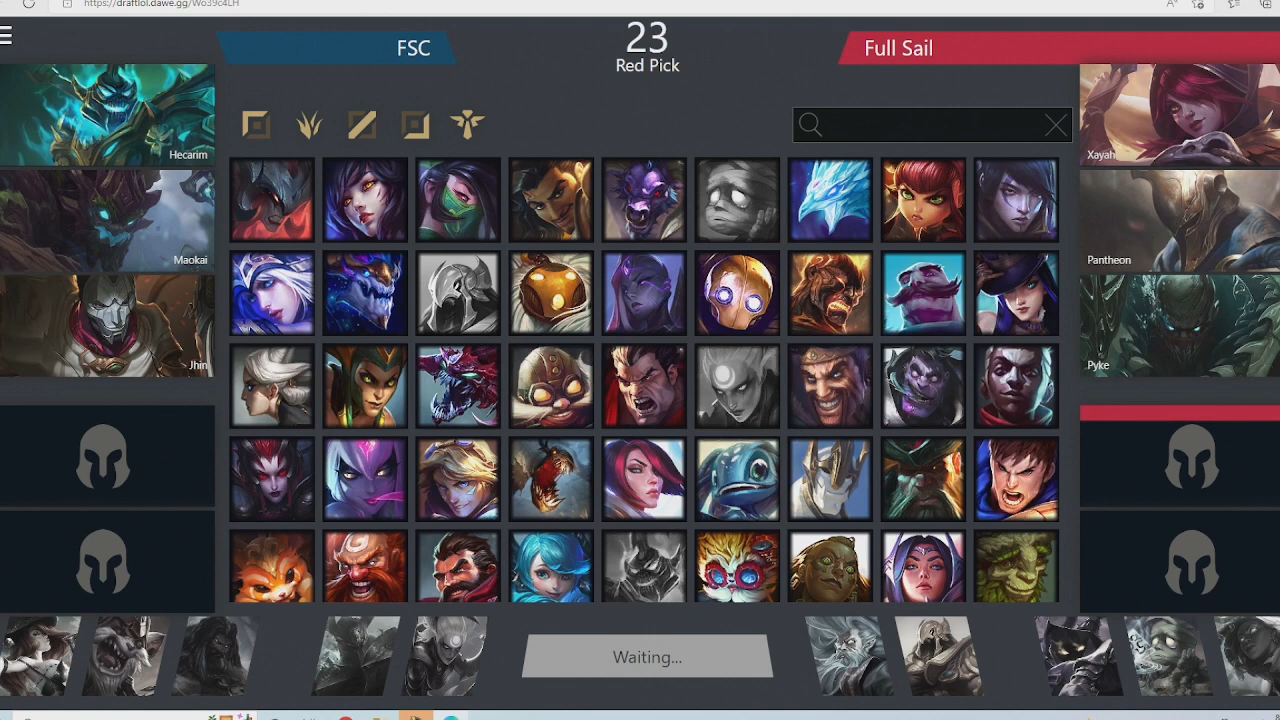 https://draftlol.dawe.gg/Wo39c4LH
FSC
23
Red Pick
Full Sail
Hecarim
Maokai
Jhin
Xayah
Pantheon
Pyke
Waiting...